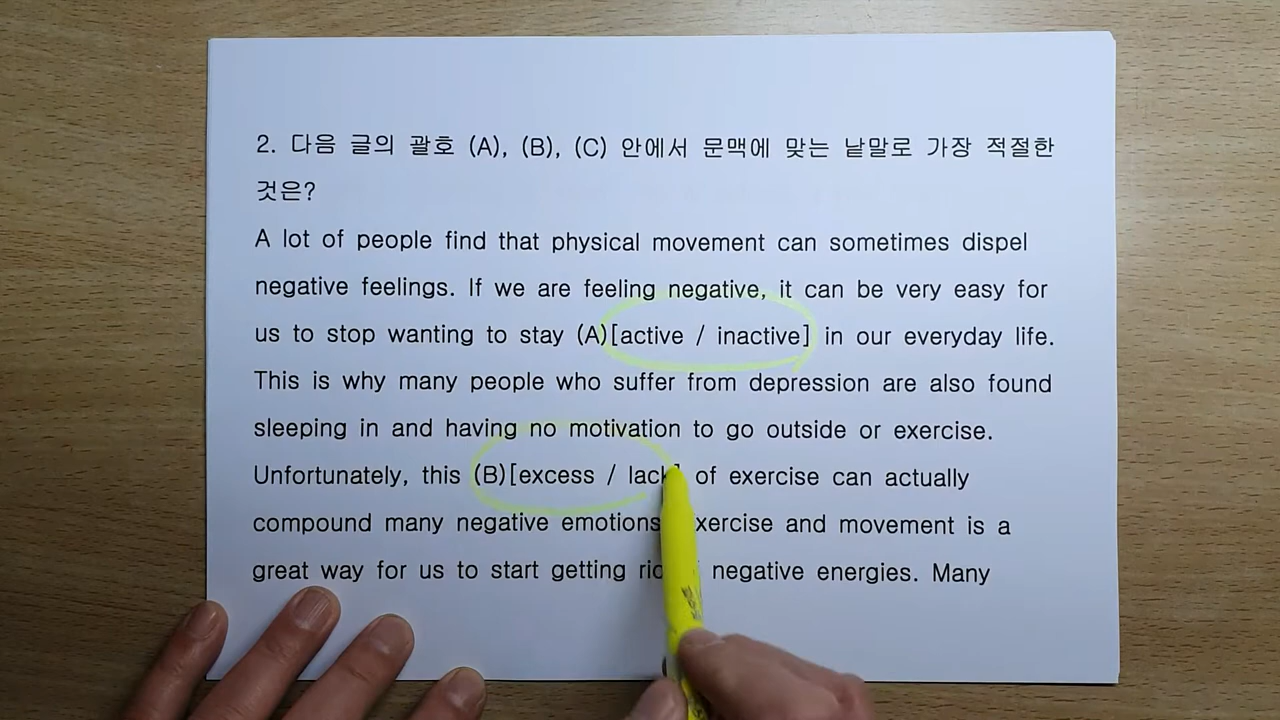 2. 다음 글의 괄호 (A), (B), (C) 안에서 문맥에 맞는 낱말로 가장 적절한
것은?
A lot of people find that physical movement can sometimes dispel
negative feelings. If we are feeling negative, it can be very easy for
us to stop wanting to stay (A)[active / inactive] in our everyday life.
This is why many people who suffer from depression are also found
sleeping in and having no motivation to go outside or exercise.
Unfortunately, this (B)[excess / lack] of exercise can actually
compound many negative emotions. Exercise and movement is a
great way for us to start getting negative energies. Many